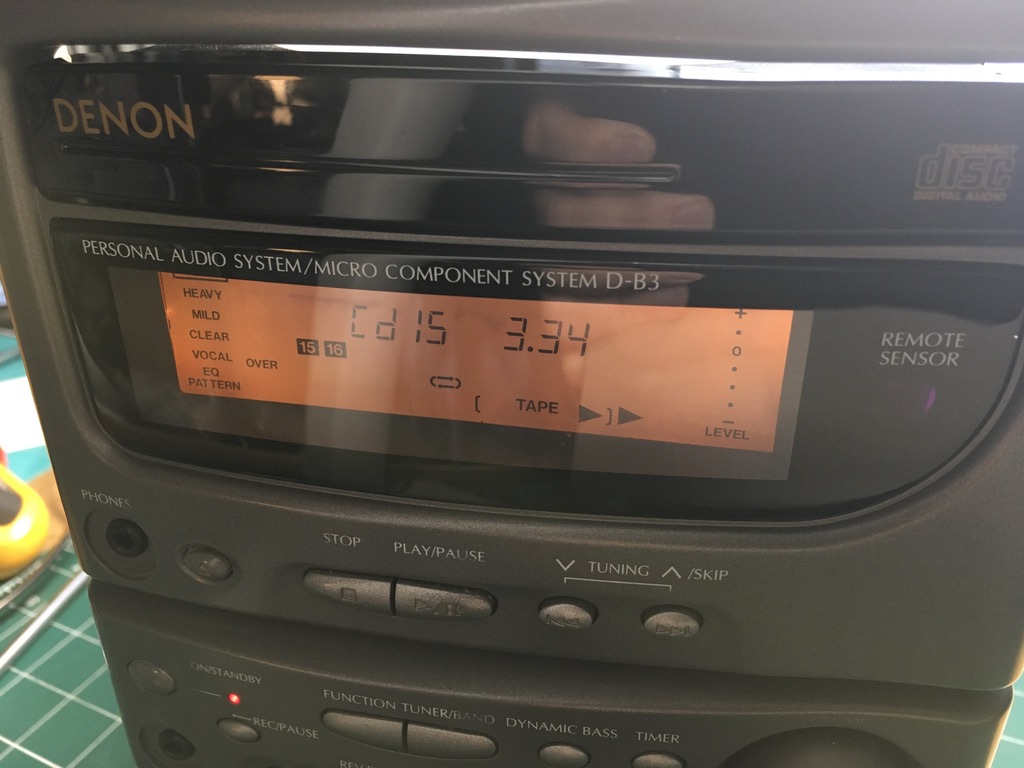 DENON
COMPACT
disc
DIGITAL AUDIO
PERSONAL AUDIO SYSTEM/MICRO COMPONENT SYSTEM D-B3
HEAVY
MILD
CLEAR
VOCAL
EQ
PATTERN
OVER
15 16
Cd 15 3.34
TAPE
+
0
−
LEVEL
REMOTE
SENSOR
PHONES
STOP
PLAY/PAUSE
TUNING
/SKIP
ON/STANDBY
REC/PAUSE
FUNCTION
TUNER/BAND
DYNAMIC BASS
TIMER